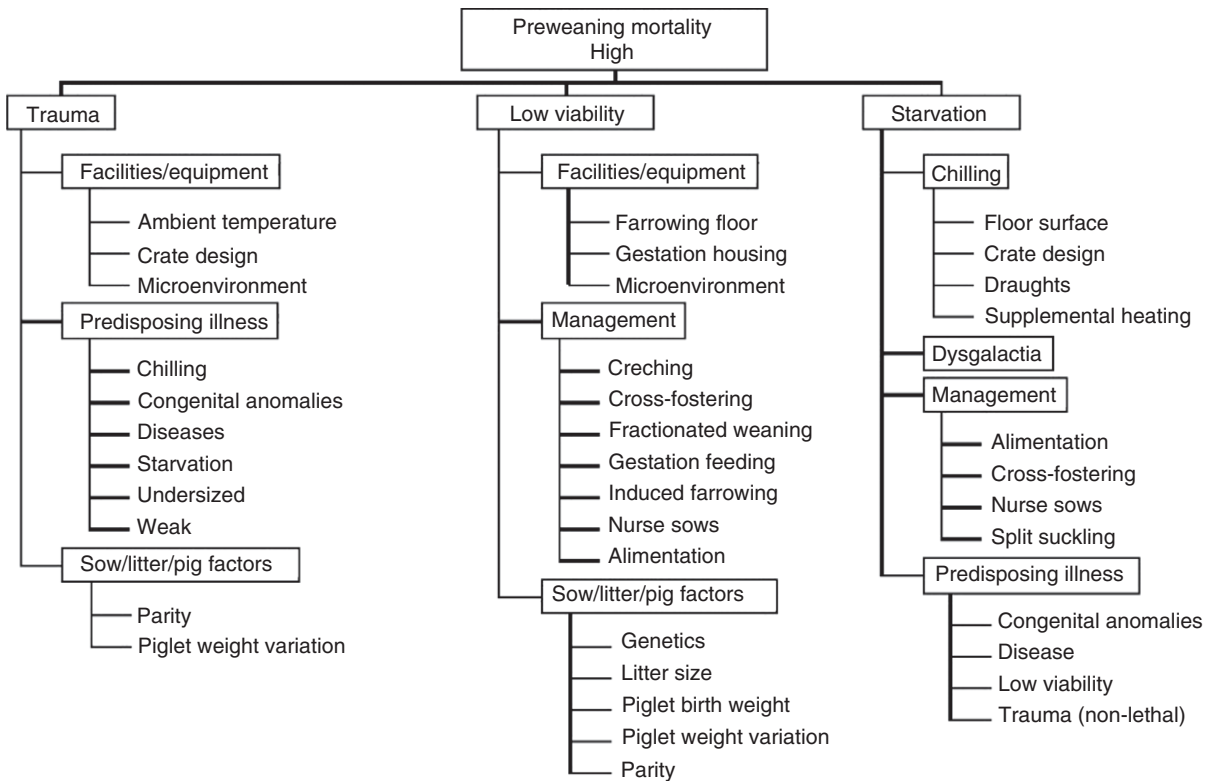 Preweaning mortality
High
Trauma
Facilities/equipment
Ambient temperature
Crate design
Microenvironment
Predisposing illness
Chilling
Congenital anomalies
Diseases
Starvation
Undersized
Weak
Sow/litter/pig factors
Parity
Piglet weight variation
Low viability
Facilities/equipment
Farrowing floor
Gestation housing
Microenvironment
Management
Creching
Cross-fostering
Fractionated weaning
Gestation feeding
Induced farrowing
Nurse sows
Alimentation
Sow/litter/pig factors
Genetics
Litter size
Piglet birth weight
Piglet weight variation
Parity
Starvation
Chilling
Floor surface
Crate design
Draughts
Supplemental heating
Dysgalactia
Management
Alimentation
Cross-fostering
Nurse sows
Split suckling
Predisposing illness
Congenital anomalies
Disease
Low viability
Trauma (non-lethal)